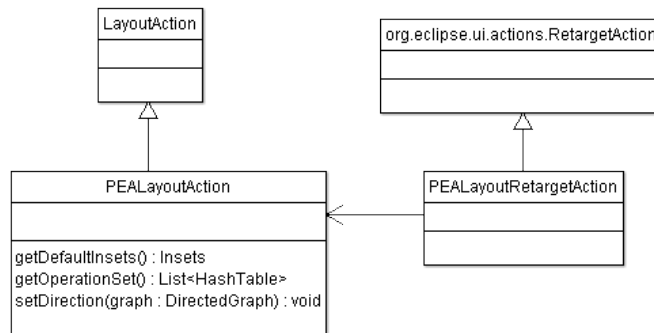 LayoutAction
org.eclipse.ui.actions.RetargetAction
PEALayoutAction
PEALayoutRetargetAction
getDefaultInsets() : Insets
getOperationSet() : List<HashTable>
setDirection(graph : DirectedGraph) : void